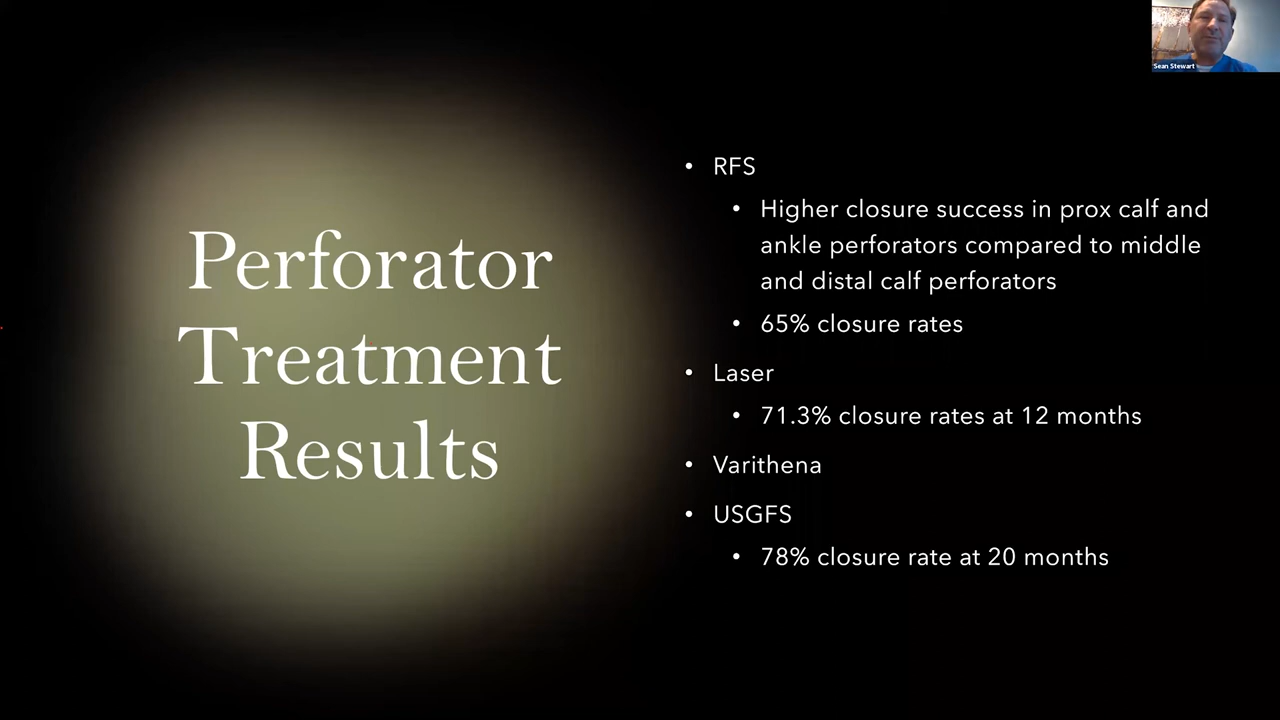 Sean Stewart
Perforator
Treatment
Results
• RFS
• Higher closure success in prox calf and
ankle perforators compared to middle
and distal calf perforators
• 65% closure rates
• Laser
• 71.3% closure rates at 12 months
• Varithena
• USGFS
• 78% closure rate at 20 months